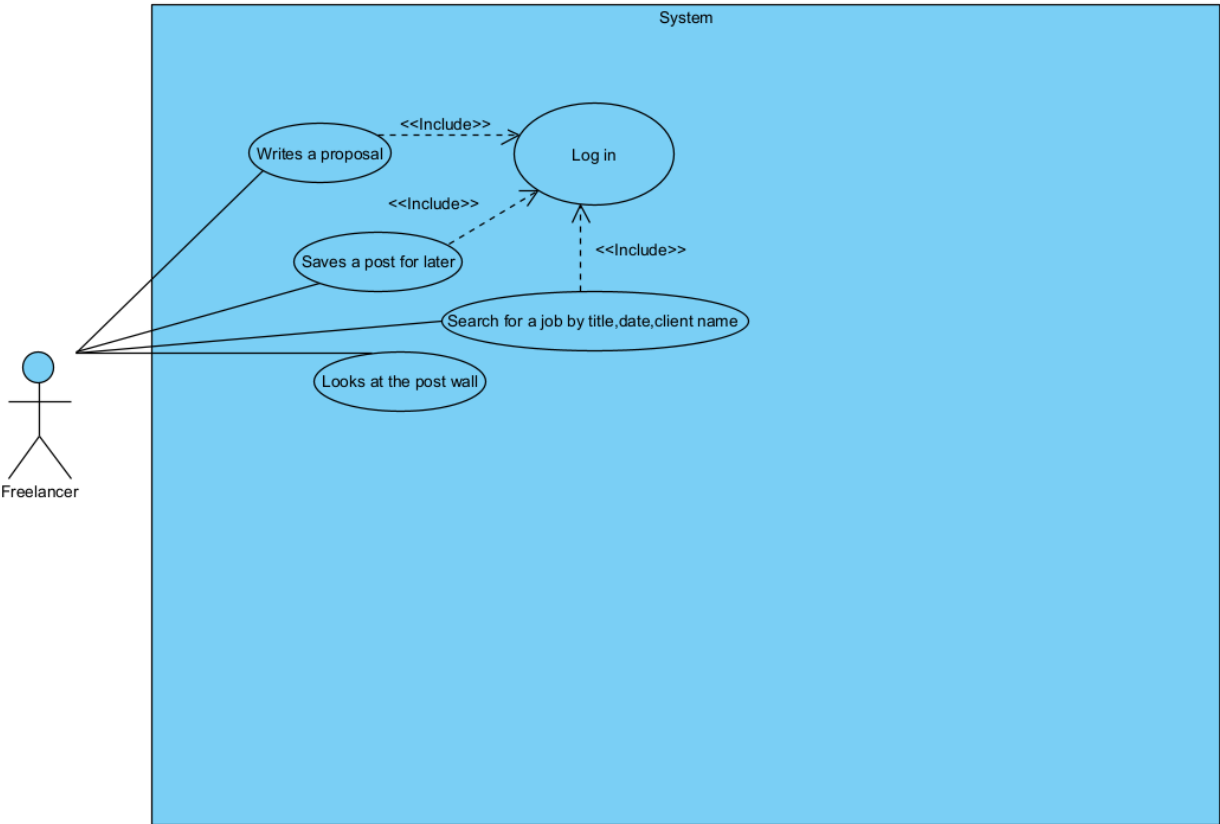 System
<<Include>>
Writes a proposal
Log in
<<Include>>
<<Include>>
Saves a post for later
Search for a job by title,date,client name
Looks at the post wall
Freelancer